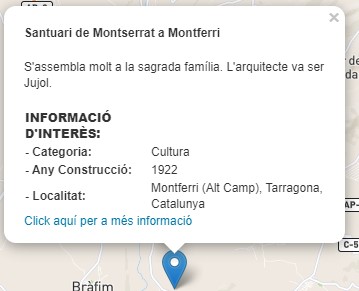 ×
Santuari de Montserrat a Montferri
S'assembla molt a la sagrada família. L'arquitecte va ser
Jujol.
INFORMACIÓ
D'INTERÈS:
- Categoria: Cultura
- Any Construcció: 1922
- Localitat: Montferri (Alt Camp), Tarragona,
Catalunya
Click aquí per a més informació
AP-
C-5
Bràfim